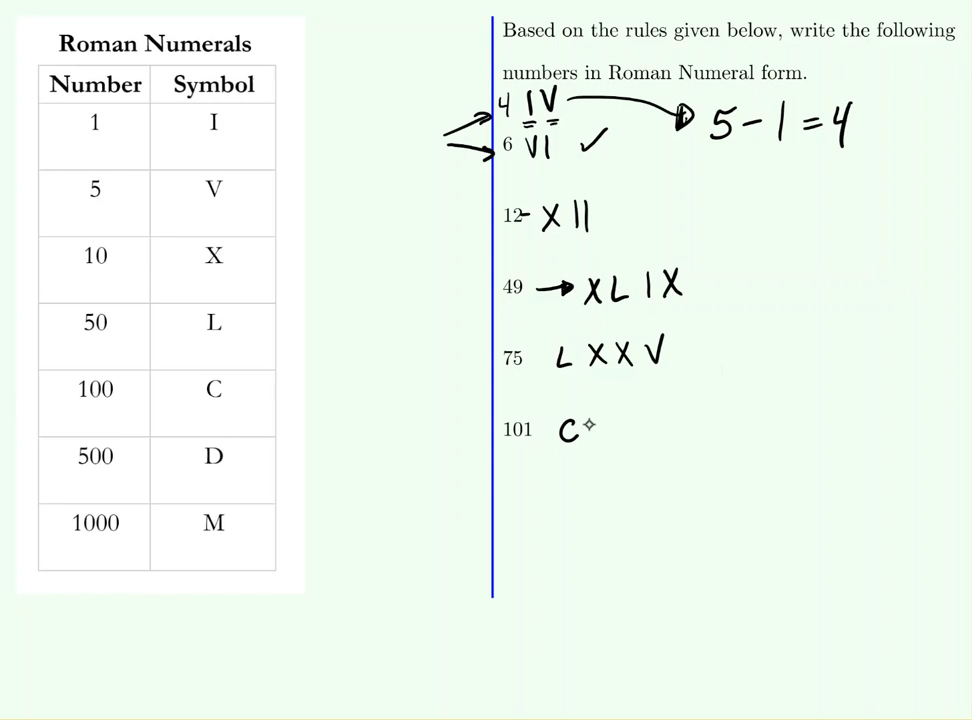 Roman Numerals
Number Symbol
1 I
5 V
10 X
50 L
100 C
500 D
1000 M
Based on the rules given below, write the following
numbers in Roman Numeral form.
4 IV 5-1=4
6 VI ✓
12- XII
49 → XLIX
75 LXXV
101 C